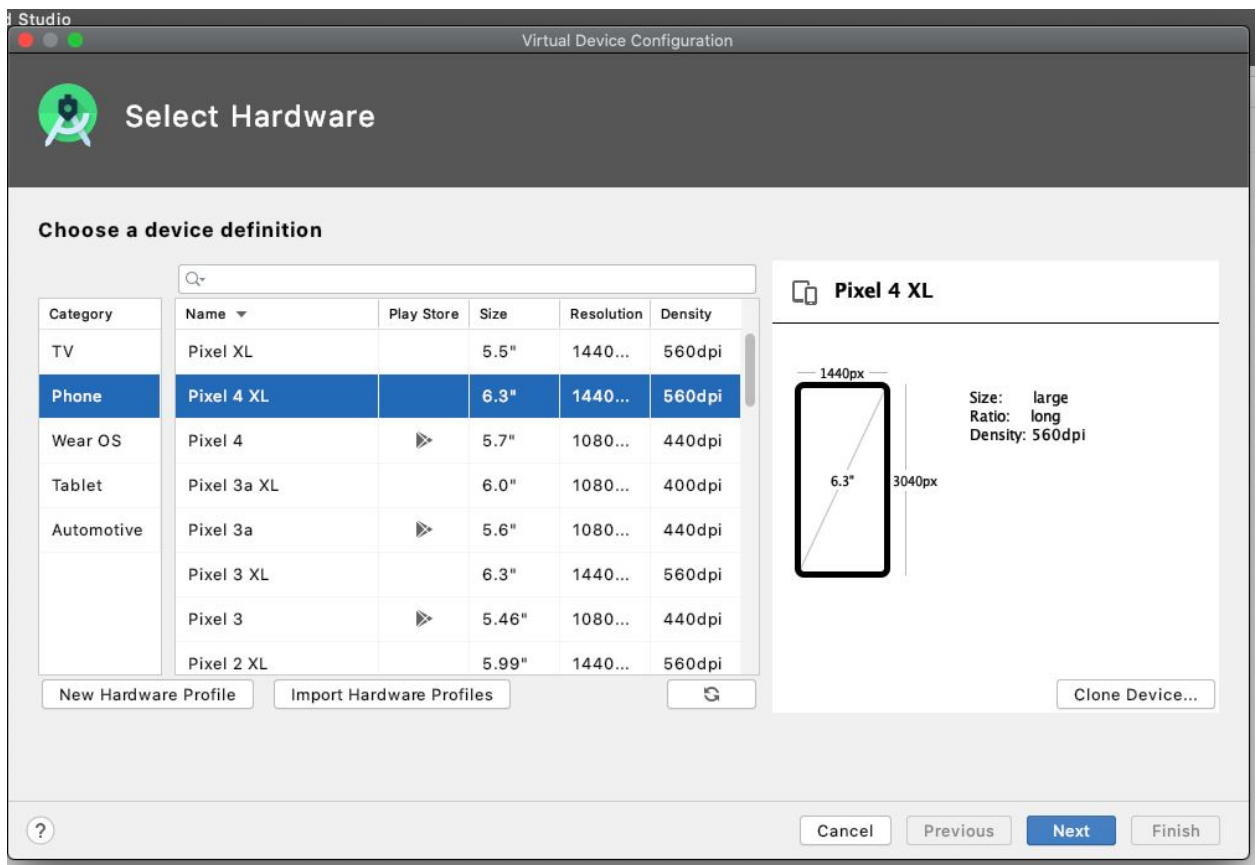 d Studio
Virtual Device Configuration
Select Hardware
Choose a device definition
Category
TV
Phone
Wear OS
Tablet
Automotive
Name Play Store Size Resolution Density
Pixel XL 5.5" 1440... 560dpi
Pixel 4 XL 6.3" 1440... 560dpi
Pixel 4 5.7" 1080... 440dpi
Pixel 3a XL 6.0" 1080... 400dpi
Pixel 3a 5.6" 1080... 440dpi
Pixel 3 XL 6.3" 1440... 560dpi
Pixel 3 5.46" 1080... 440dpi
Pixel 2 XL 5.99" 1440... 560dpi
New Hardware Profile Import Hardware Profiles
Pixel 4 XL
1440px
6.3"
3040px
Size: large
Ratio: long
Density: 560dpi
Clone Device...
? Cancel Previous Next Finish